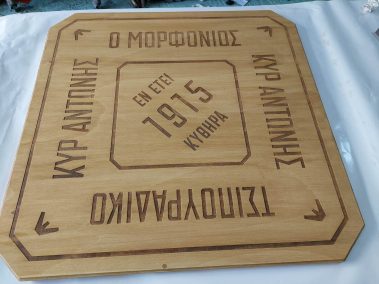 Ο ΜΟΡΦΟΝΙΟΣ
ΚΥΡ ΑΝΤΩΝΗΣ
ΕΝ ΕΤΕΙ
1915
ΚΥΘΗΡΑ
ΚΥΡ ΑΝΤΩΝΗΣ
ΤΣΙΠΟΥΡΑΔΙΚΟ